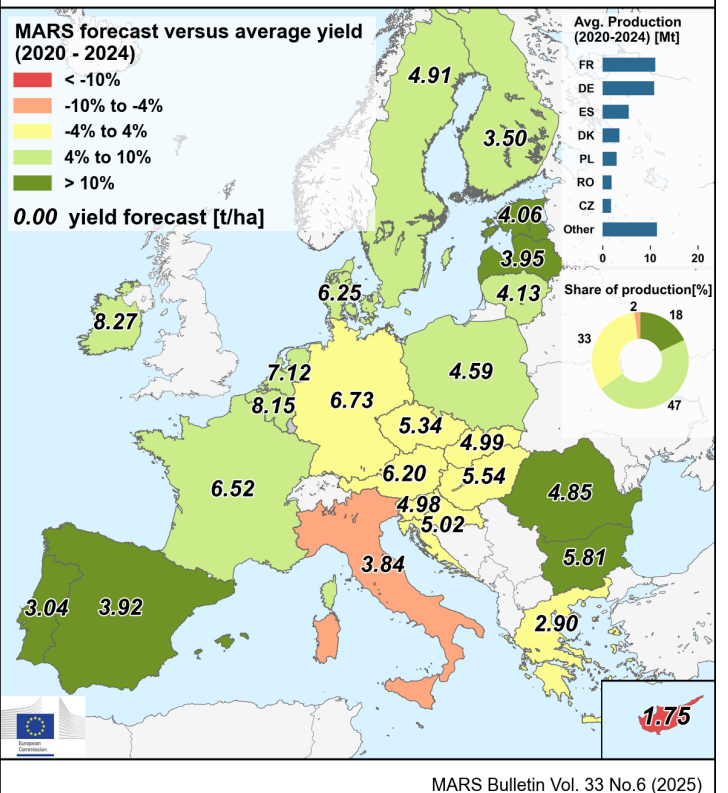 MARS forecast versus average yield
(2020 - 2024)
< -10%
-10% to -4%
-4% to 4%
4% to 10%
> 10%
0.00 yield forecast [t/ha]
Avg. Production
(2020-2024) [Mt]
FR
DE
ES
DK
PL
RO
CZ
Other
0 10 20
Share of production[%]
2
18
33
47
4.91
3.50
4.06
3.95
4.13
6.25
8.27
7.12
8.15
6.73
4.59
5.34
4.99
6.20
5.54
6.52
4.98
5.02
4.85
3.84
5.81
3.04
3.92
2.90
1.75
European
Commission
MARS Bulletin Vol. 33 No.6 (2025)